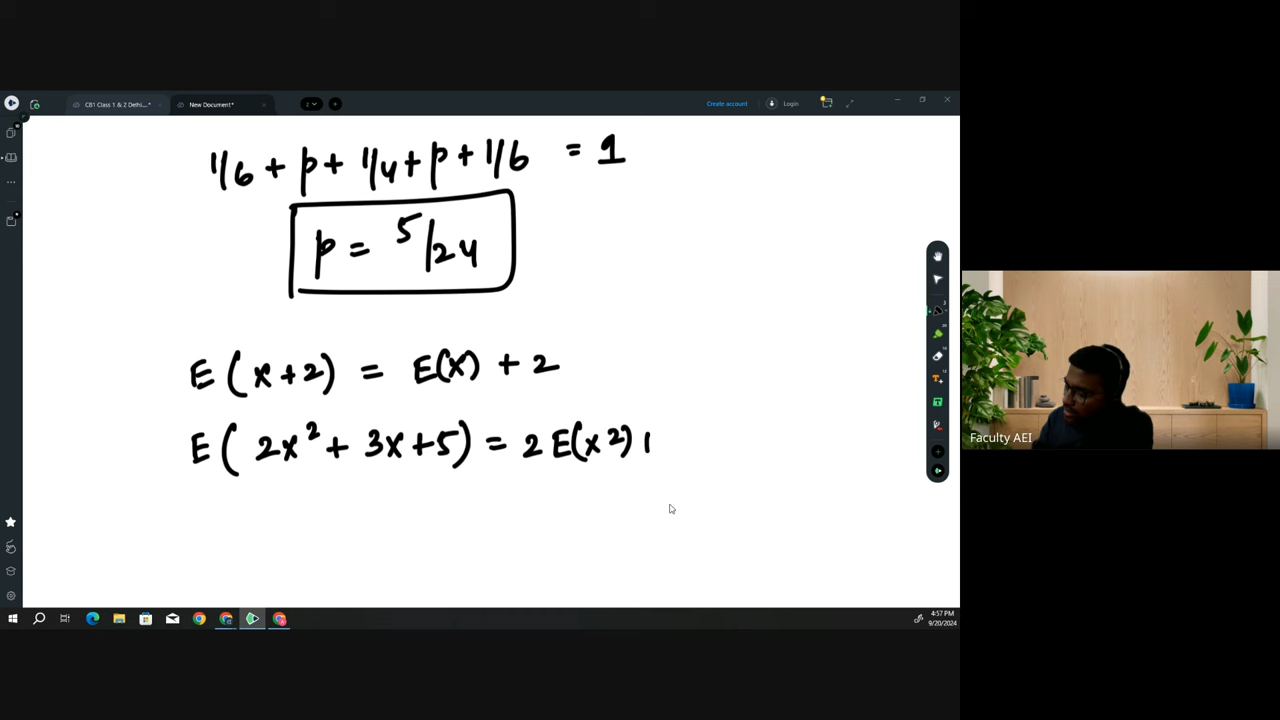 CB1 Class 1 & 2 Delhi...*
New Document*
2
Create account
Login
1/6 + p + 1/4 + p + 1/6 = 1
p = 5/24
E(x+2) = E(x) + 2
E(2x² + 3x + 5) = 2 E(x²) |
Faculty AEI
4:57 PM
9/20/2024